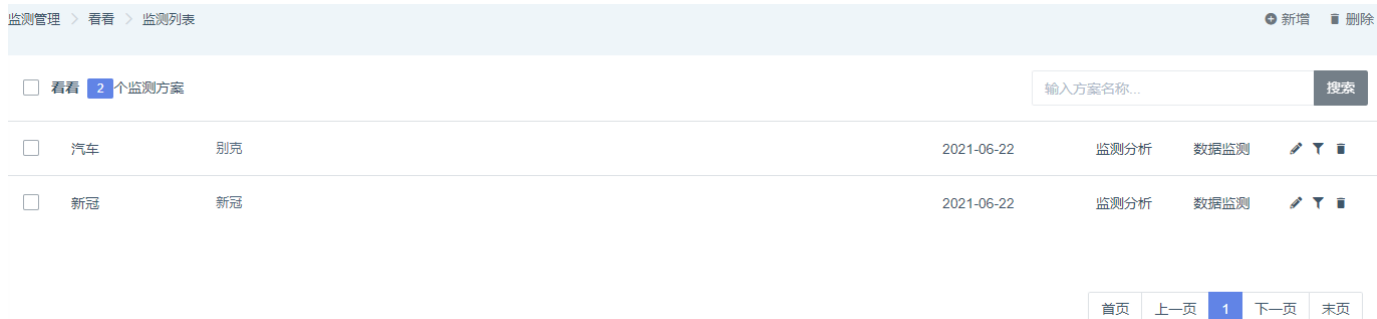 监测管理 > 看看 > 监测列表 新增 删除
看看 2 个监测方案 输入方案名称... 搜索
汽车 别克 2021-06-22 监测分析 数据监测
新冠 新冠 2021-06-22 监测分析 数据监测
首页 上一页 1 下一页 末页